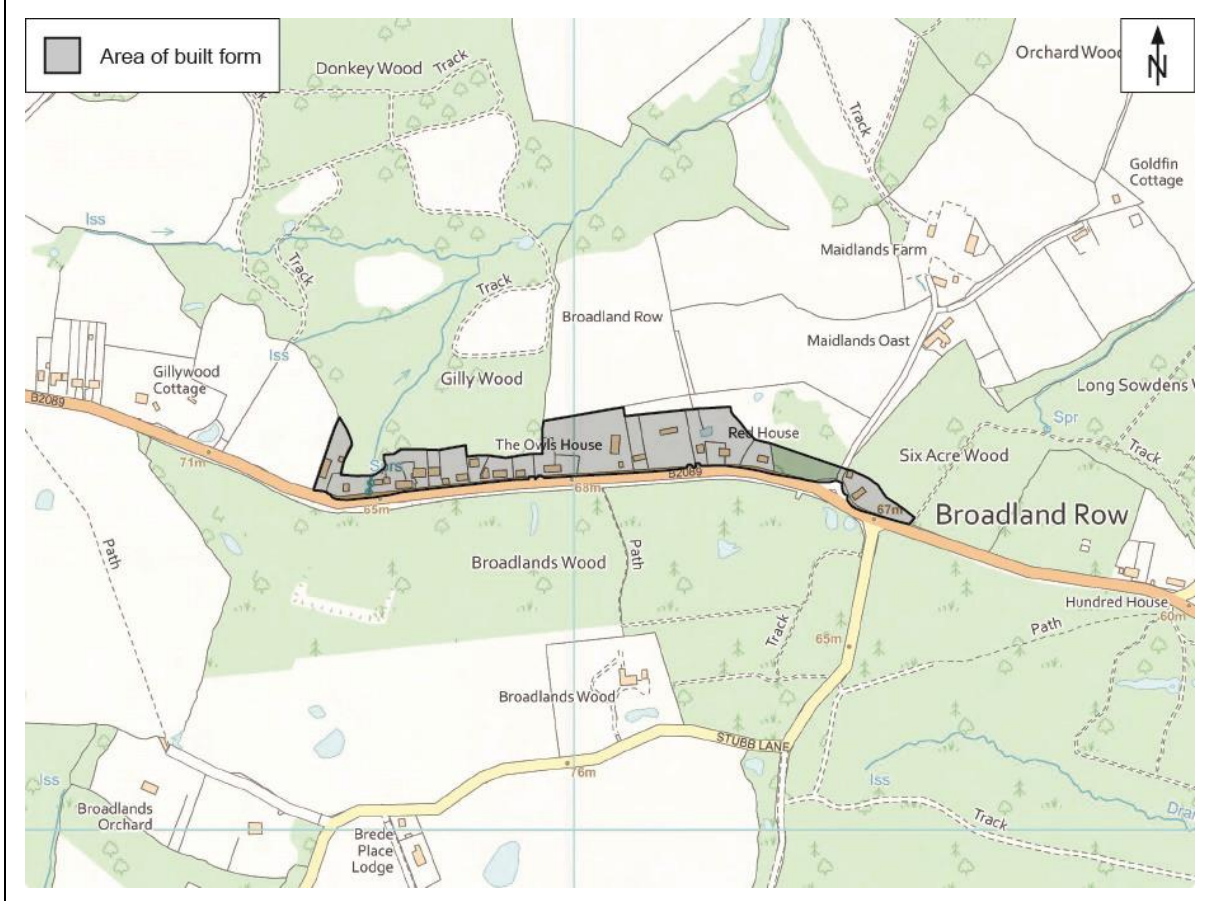 Area of built form
N
Donkey Wood
Track
Orchard Wood
Track
Goldfin
Cottage
Iss
Track
Maidlands Farm
Track
Broadland Row
Iss
Maidlands Oast
Gillywood
Cottage
Gilly Wood
Long Sowdens
B2089
The Owls House
Red House
Spr
Track
71m
Sprs
B2089
Six Acre Wood
65m
68m
67m
Broadland Row
Path
Broadlands Wood
Path
Hundred House
60m
Track
65m
Path
Broadlands Wood
STUBB LANE
76m
Iss
Iss
Broadlands
Orchard
Track
Brede
Place
Lodge